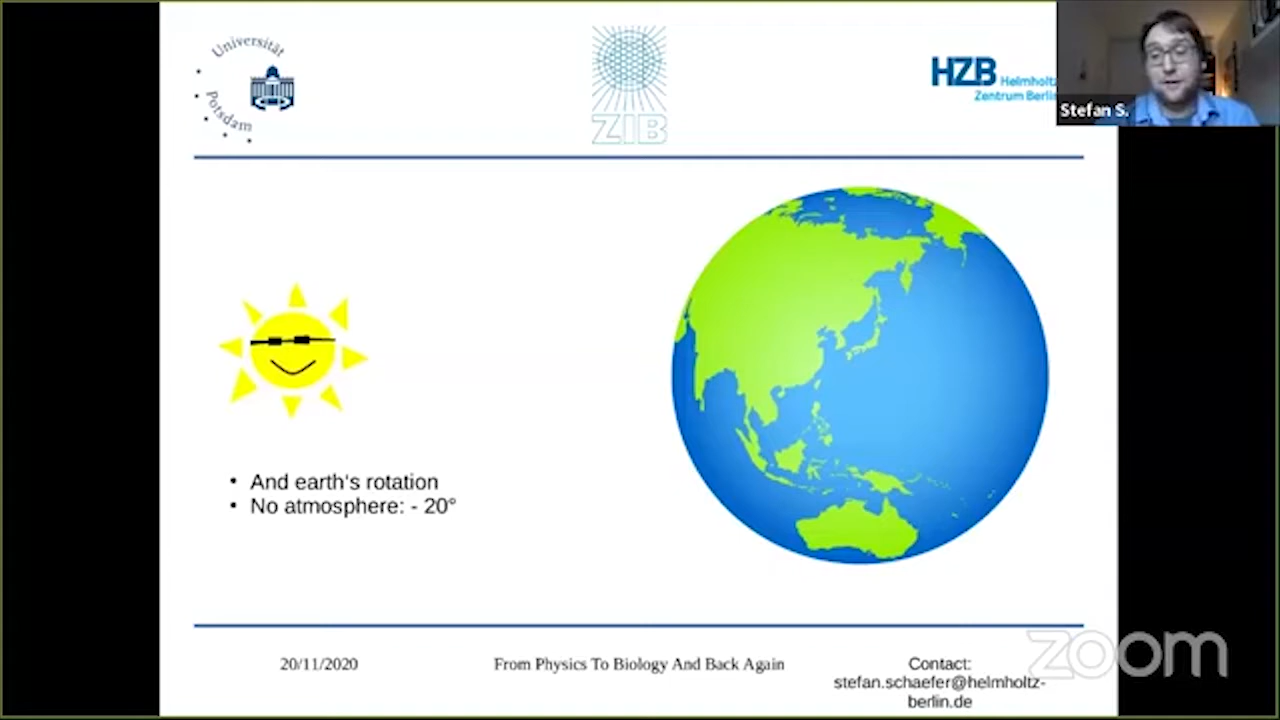 Universität
Potsdam
ZIB
HZB Helmholtz
Zentrum Berlin
Stefan S.
• And earth's rotation
• No atmosphere: - 20°
20/11/2020
From Physics To Biology And Back Again
Contact:
stefan.schaefer@helmholtz-
berlin.de
zoom